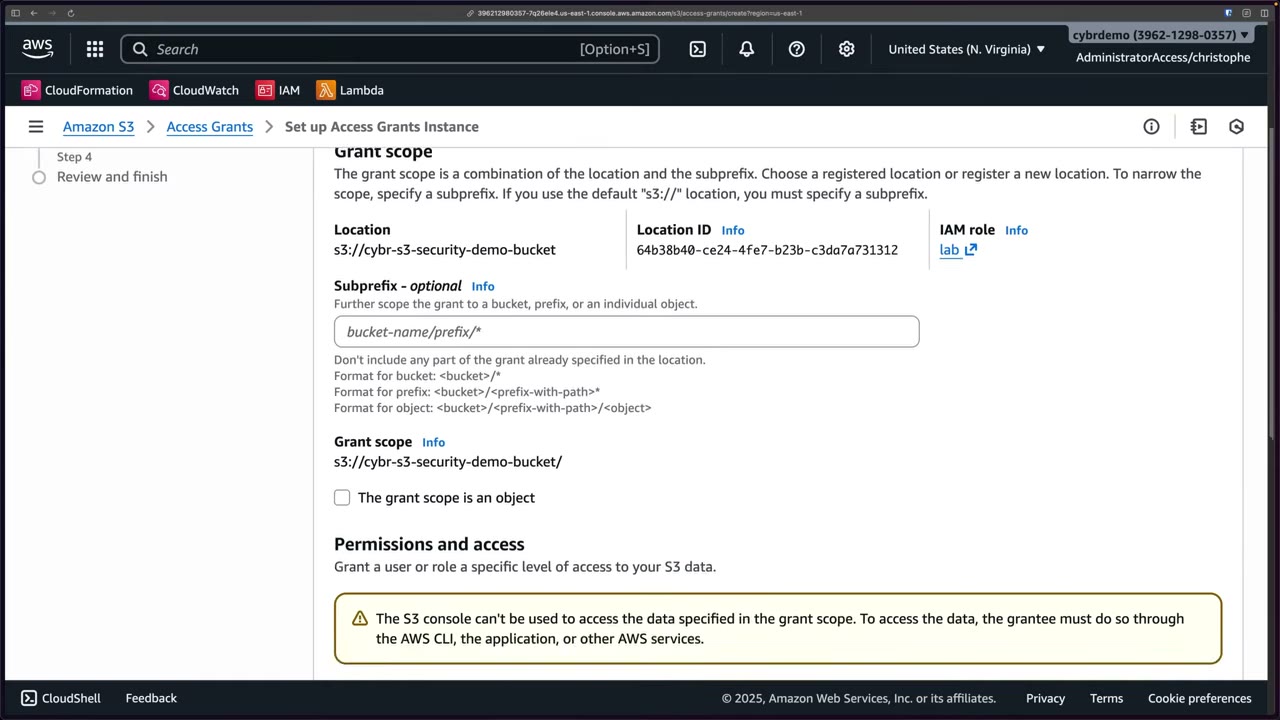 396212980357-7q26ele4.us-east-1.console.aws.amazon.com/s3/access-grants/create?region=us-east-1
aws
Search [Option+S]
United States (N. Virginia)
cybrdemo (3962-1298-0357)
AdministratorAccess/christophe
CloudFormation CloudWatch IAM Lambda
Amazon S3 > Access Grants > Set up Access Grants Instance
Step 4
Review and finish
Grant scope
The grant scope is a combination of the location and the subprefix. Choose a registered location or register a new location. To narrow the
scope, specify a subprefix. If you use the default "s3://" location, you must specify a subprefix.
Location
s3://cybr-s3-security-demo-bucket
Location ID Info
64b38b40-ce24-4fe7-b23b-c3da7a731312
IAM role Info
lab
Subprefix - optional Info
Further scope the grant to a bucket, prefix, or an individual object.
bucket-name/prefix/*
Don't include any part of the grant already specified in the location.
Format for bucket: <bucket>/*
Format for prefix: <bucket>/<prefix-with-path>*
Format for object: <bucket>/<prefix-with-path>/<object>
Grant scope Info
s3://cybr-s3-security-demo-bucket/
The grant scope is an object
Permissions and access
Grant a user or role a specific level of access to your S3 data.
The S3 console can't be used to access the data specified in the grant scope. To access the data, the grantee must do so through
the AWS CLI, the application, or other AWS services.
CloudShell Feedback © 2025, Amazon Web Services, Inc. or its affiliates. Privacy Terms Cookie preferences